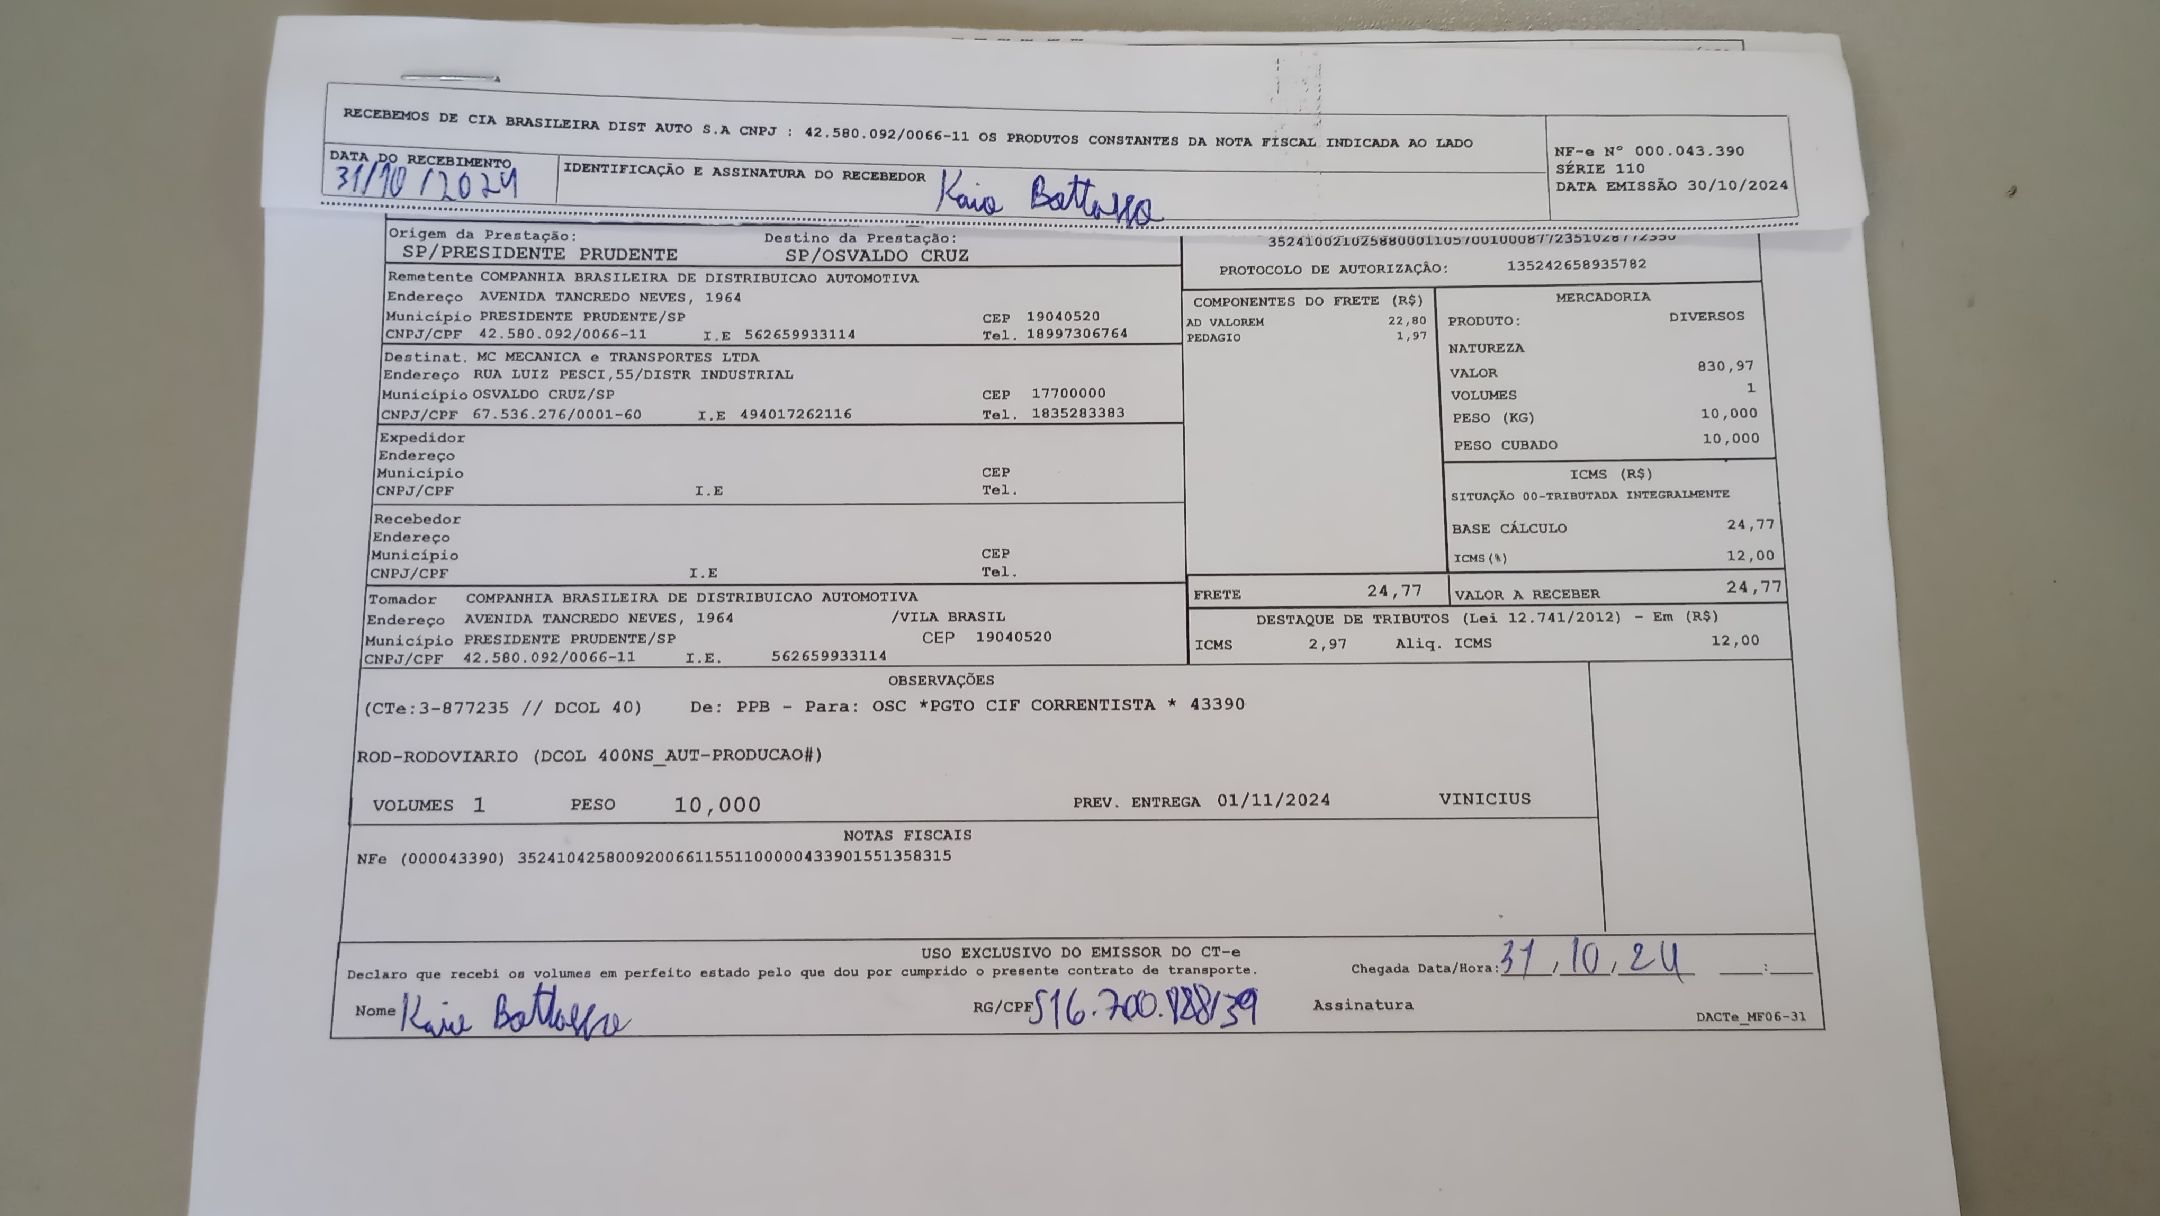 RECEBEMOS DE CIA BRASILEIRA DIST AUTO S.A CNPJ : 42.580.092/0066-11 OS PRODUTOS CONSTANTES DA NOTA FISCAL INDICADA AO LADO
NF-e Nº 000.043.390
SÉRIE 110
DATA EMISSÃO 30/10/2024
DATA DO RECEBIMENTO
31/10/2024
IDENTIFICAÇÃO E ASSINATURA DO RECEBEDOR
Origem da Prestação: Destino da Prestação:
SP/PRESIDENTE PRUDENTE SP/OSVALDO CRUZ
PROTOCOLO DE AUTORIZAÇÃO: 135242658935782
Remetente COMPANHIA BRASILEIRA DE DISTRIBUICAO AUTOMOTIVA
Endereço AVENIDA TANCREDO NEVES, 1964
Município PRESIDENTE PRUDENTE/SP CEP 19040520
CNPJ/CPF 42.580.092/0066-11 I.E 562659933114 Tel. 18997306764
Destinat. MC MECANICA e TRANSPORTES LTDA
Endereço RUA LUIZ PESCI,55/DISTR INDUSTRIAL
Município OSVALDO CRUZ/SP CEP 17700000
CNPJ/CPF 67.536.276/0001-60 I.E 494017262116 Tel. 1835283383
Expedidor
Endereço
Município CEP
CNPJ/CPF I.E Tel.
Recebedor
Endereço
Município CEP
CNPJ/CPF I.E Tel.
Tomador COMPANHIA BRASILEIRA DE DISTRIBUICAO AUTOMOTIVA
Endereço AVENIDA TANCREDO NEVES, 1964 /VILA BRASIL
Município PRESIDENTE PRUDENTE/SP CEP 19040520
CNPJ/CPF 42.580.092/0066-11 I.E. 562659933114
COMPONENTES DO FRETE (R$)
AD VALOREM 22,80
PEDAGIO 1,97
MERCADORIA
PRODUTO: DIVERSOS
NATUREZA
VALOR 830,97
VOLUMES 1
PESO (KG) 10,000
PESO CUBADO 10,000
ICMS (R$)
SITUAÇÃO 00-TRIBUTADA INTEGRALMENTE
BASE CÁLCULO 24,77
ICMS(%) 12,00
FRETE 24,77 VALOR A RECEBER 24,77
DESTAQUE DE TRIBUTOS (Lei 12.741/2012) - Em (R$)
ICMS 2,97 Aliq. ICMS 12,00
OBSERVAÇÕES
(CTe:3-877235 // DCOL 40) De: PPB - Para: OSC *PGTO CIF CORRENTISTA * 43390
ROD-RODOVIARIO (DCOL 400NS_AUT-PRODUCAO#)
VOLUMES 1 PESO 10,000 PREV. ENTREGA 01/11/2024 VINICIUS
NOTAS FISCAIS
NFe (000043390) 35241042580092006611551100000433901551358315
USO EXCLUSIVO DO EMISSOR DO CT-e
Declaro que recebi os volumes em perfeito estado pelo que dou por cumprido o presente contrato de transporte. Chegada Data/Hora: 31/10/24 :
Nome RG/CPF Assinatura
DACTe_MF06-31